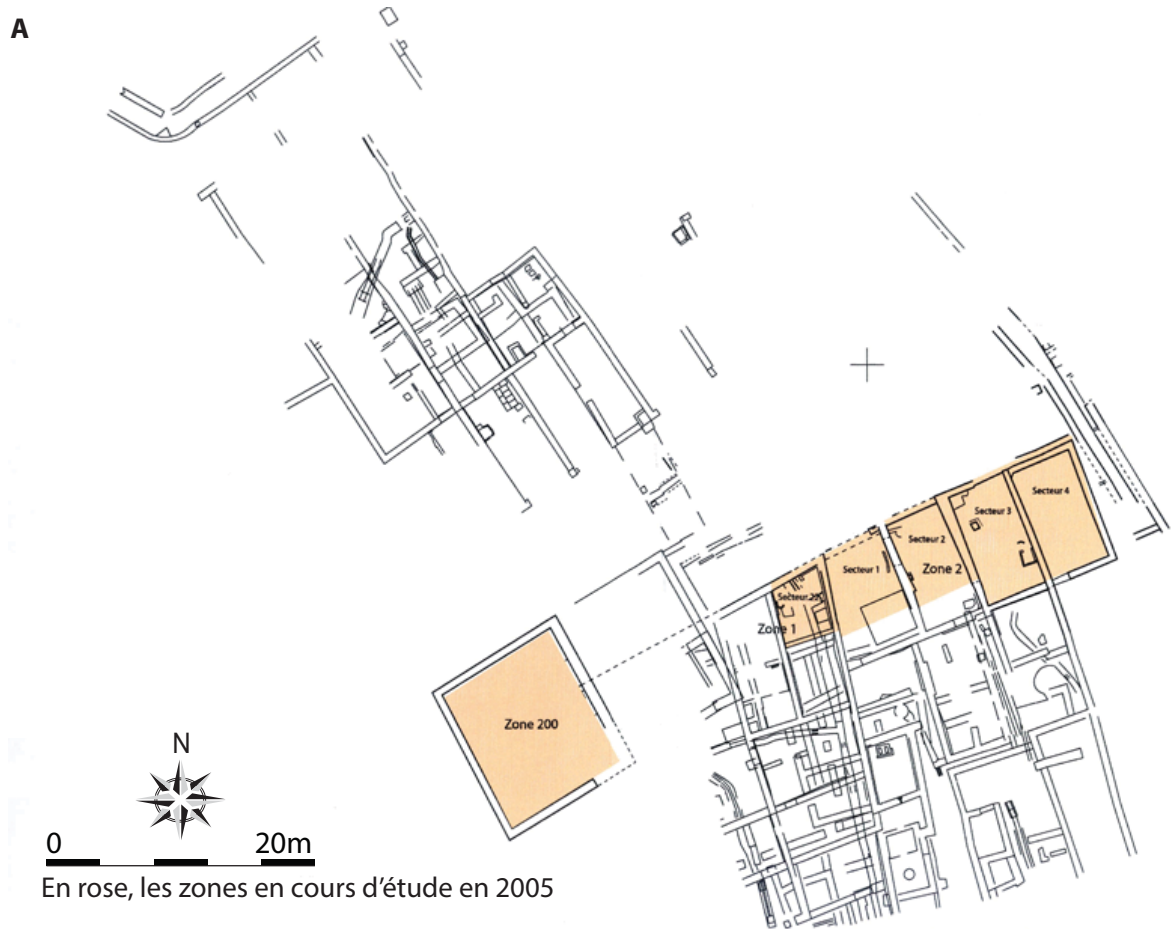 A
Secteur 4
Secteur 3
Secteur 2
Secteur 1
Zone 2
Secteur 22
Zone 1
Zone 200
N
0 20m
En rose, les zones en cours d’étude en 2005